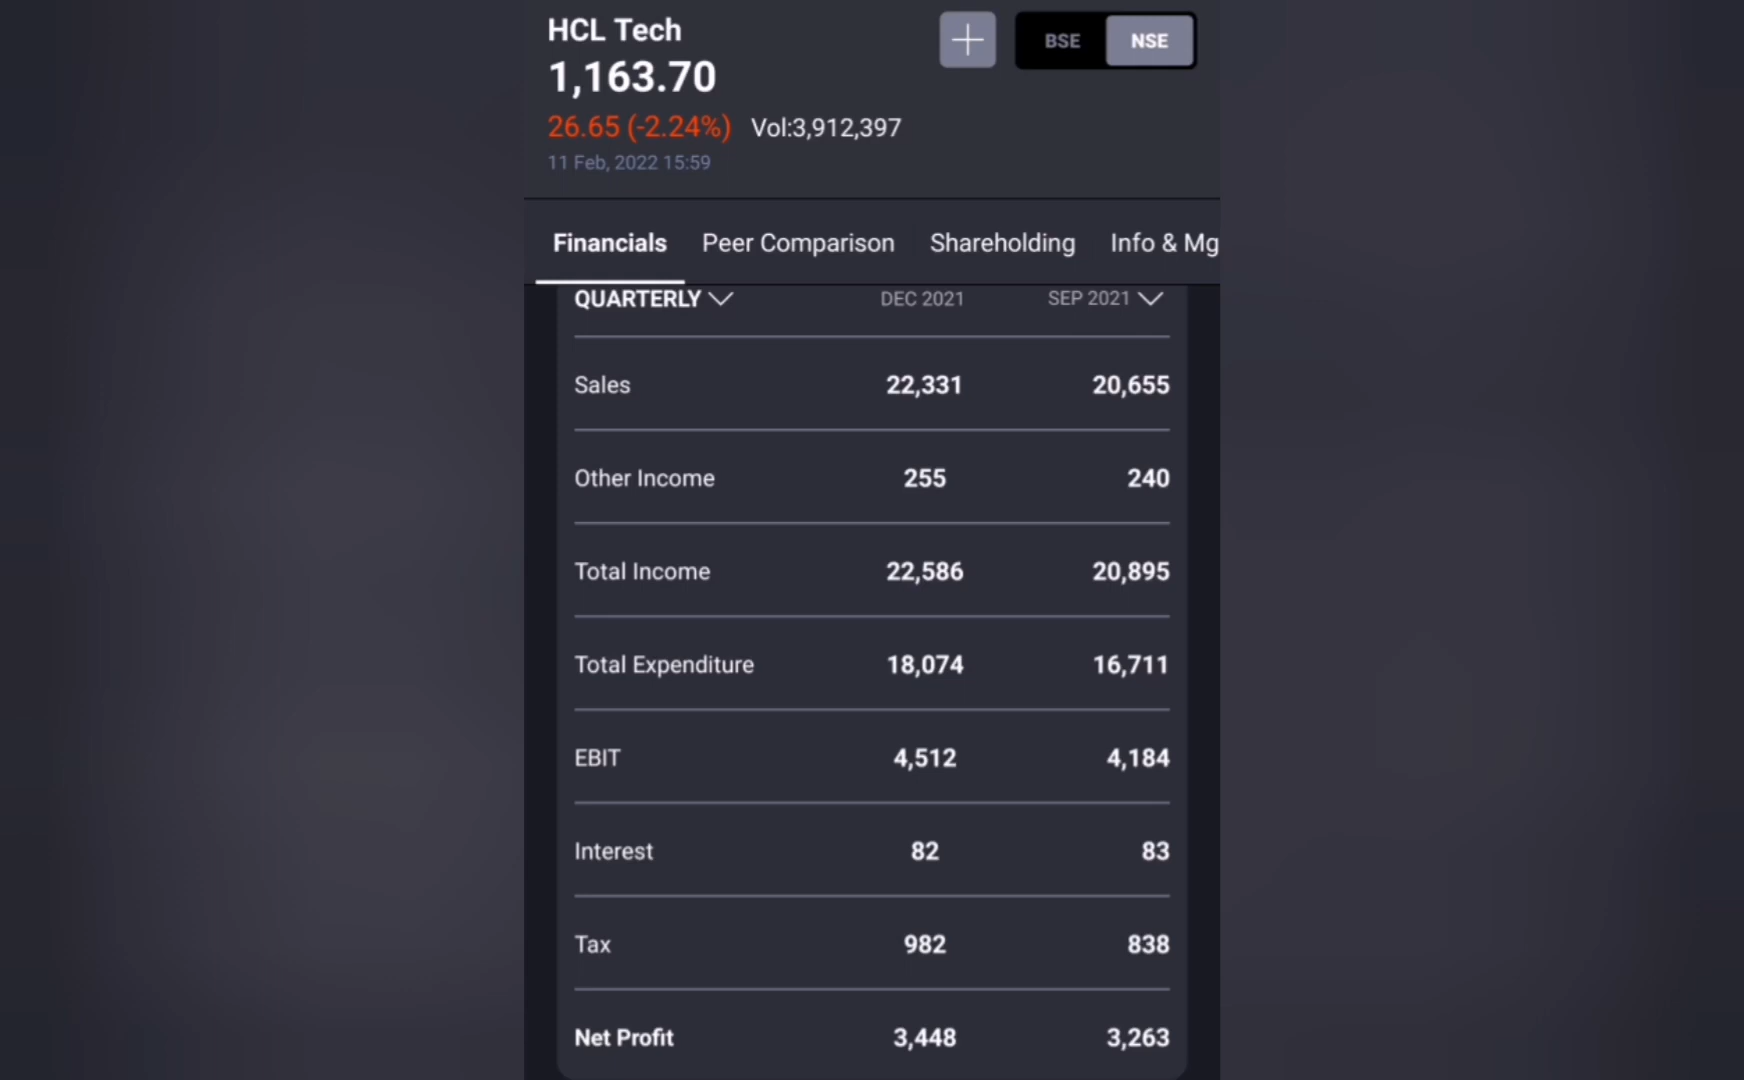 HCL Tech
1,163.70
26.65 (-2.24%) Vol:3,912,397
11 Feb, 2022 15:59
BSE NSE
Financials Peer Comparison Shareholding Info & Mg
QUARTERLY DEC 2021 SEP 2021
Sales 22,331 20,655
Other Income 255 240
Total Income 22,586 20,895
Total Expenditure 18,074 16,711
EBIT 4,512 4,184
Interest 82 83
Tax 982 838
Net Profit 3,448 3,263